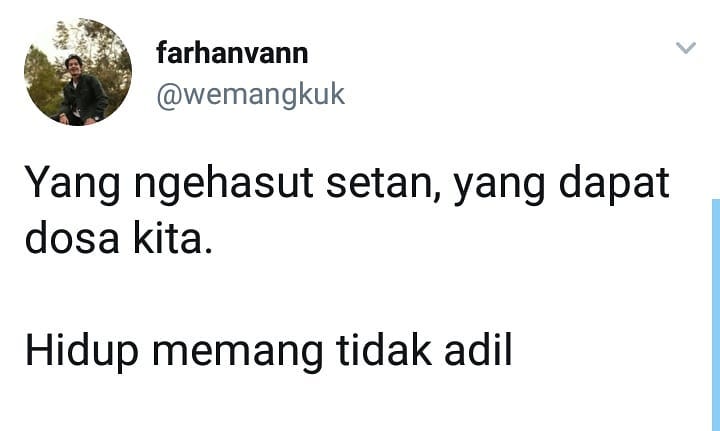 farhanvann
@wemangkuk
Yang ngehasut setan, yang dapat
dosa kita.
Hidup memang tidak adil